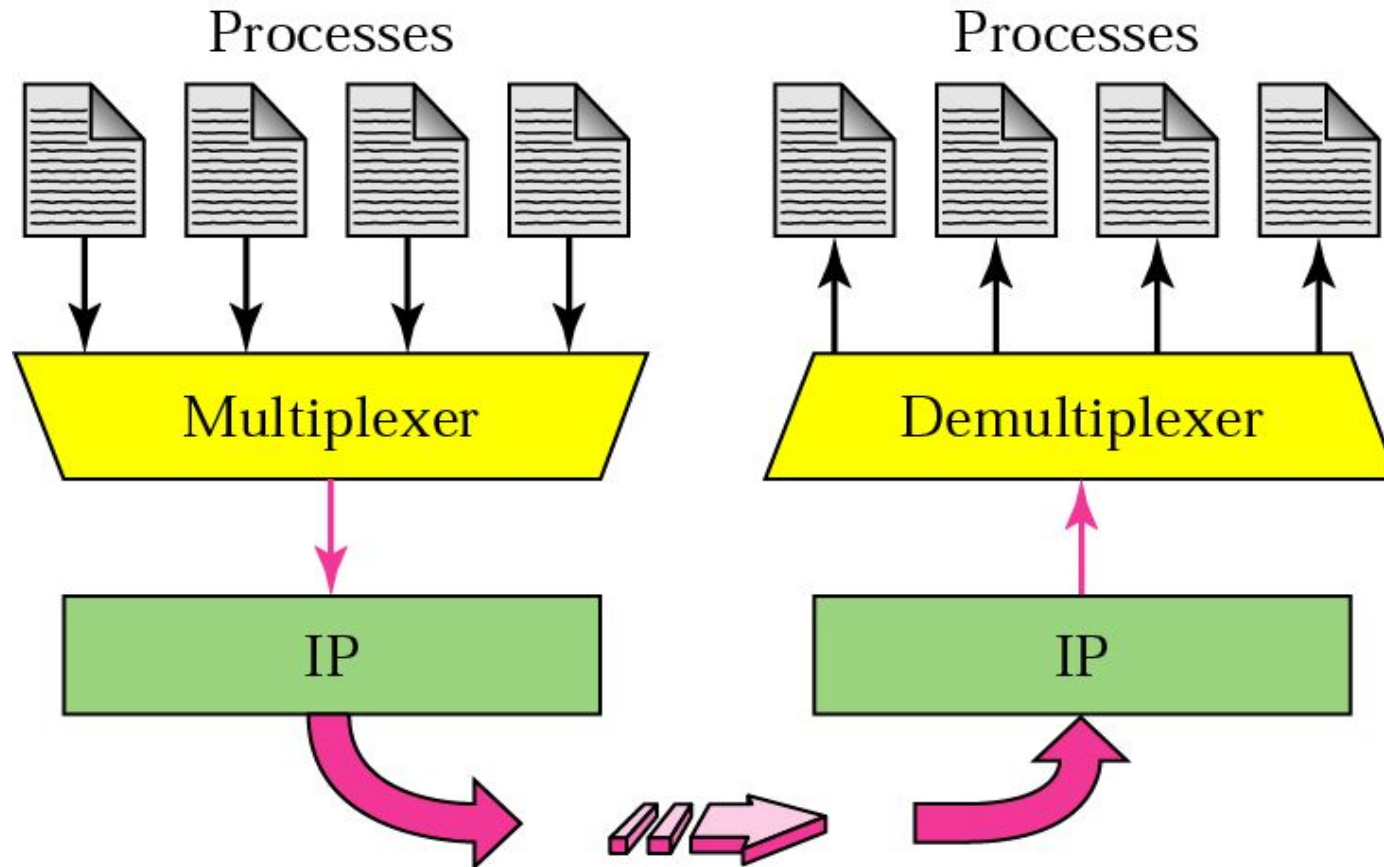 Processes
Processes
Multiplexer
Demultiplexer
IP
IP